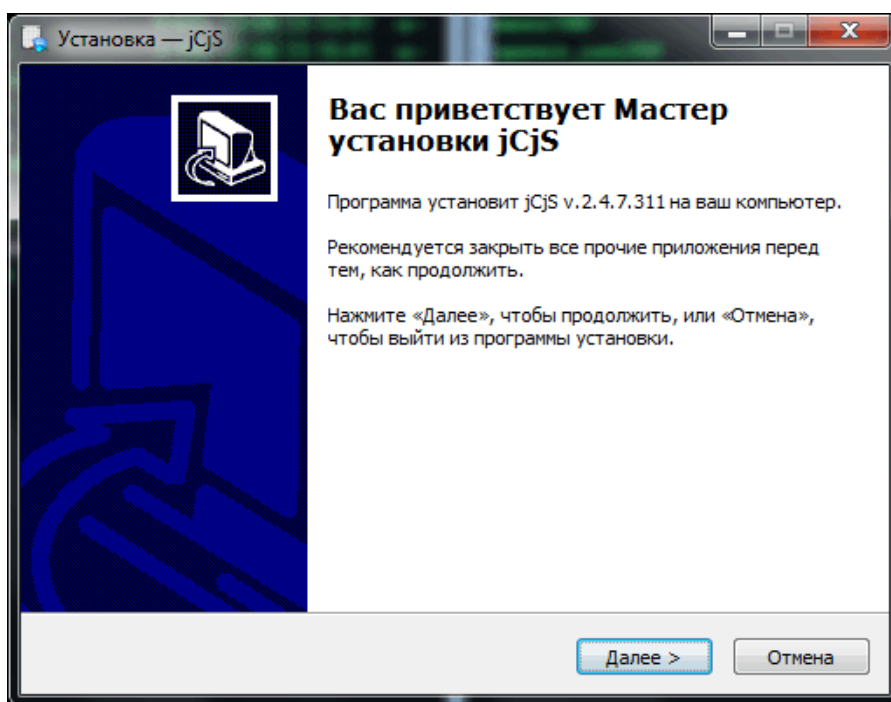 Установка — jCjS
Вас приветствует Мастер
установки jCjS
Программа установит jCjS v.2.4.7.311 на ваш компьютер.
Рекомендуется закрыть все прочие приложения перед
тем, как продолжить.
Нажмите «Далее», чтобы продолжить, или «Отмена»,
чтобы выйти из программы установки.
Далее >
Отмена